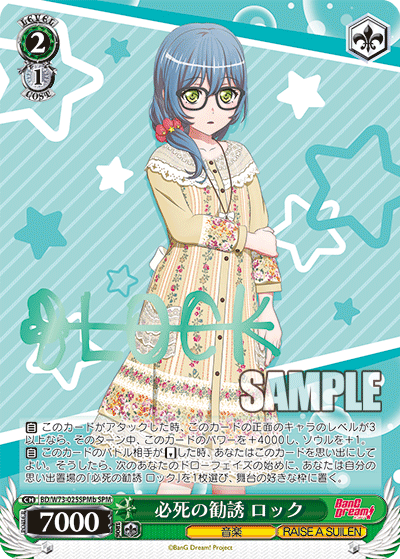 LEVEL
2
1
COST
LOCK
SAMPLE
自 このカードがアタックした時、このカードの正面のキャラのレベルが3
以上なら、そのターン中、このカードのパワーを+4000し、ソウルを+1。
自 このカードのバトル相手が【リバース】した時、あなたはこのカードを思い出にして
よい。そうしたら、次のあなたのドローフェイズの始めに、あなたは自分の
思い出置場の「必死の勧誘 ロック」を1枚選び、舞台の好きな枠に置く。
CH BD/W73-025SPMb SPM
7000
必死の勧誘 ロック
音楽
BanG Dream!
RAISE A SUILEN
©BanG Dream! Project